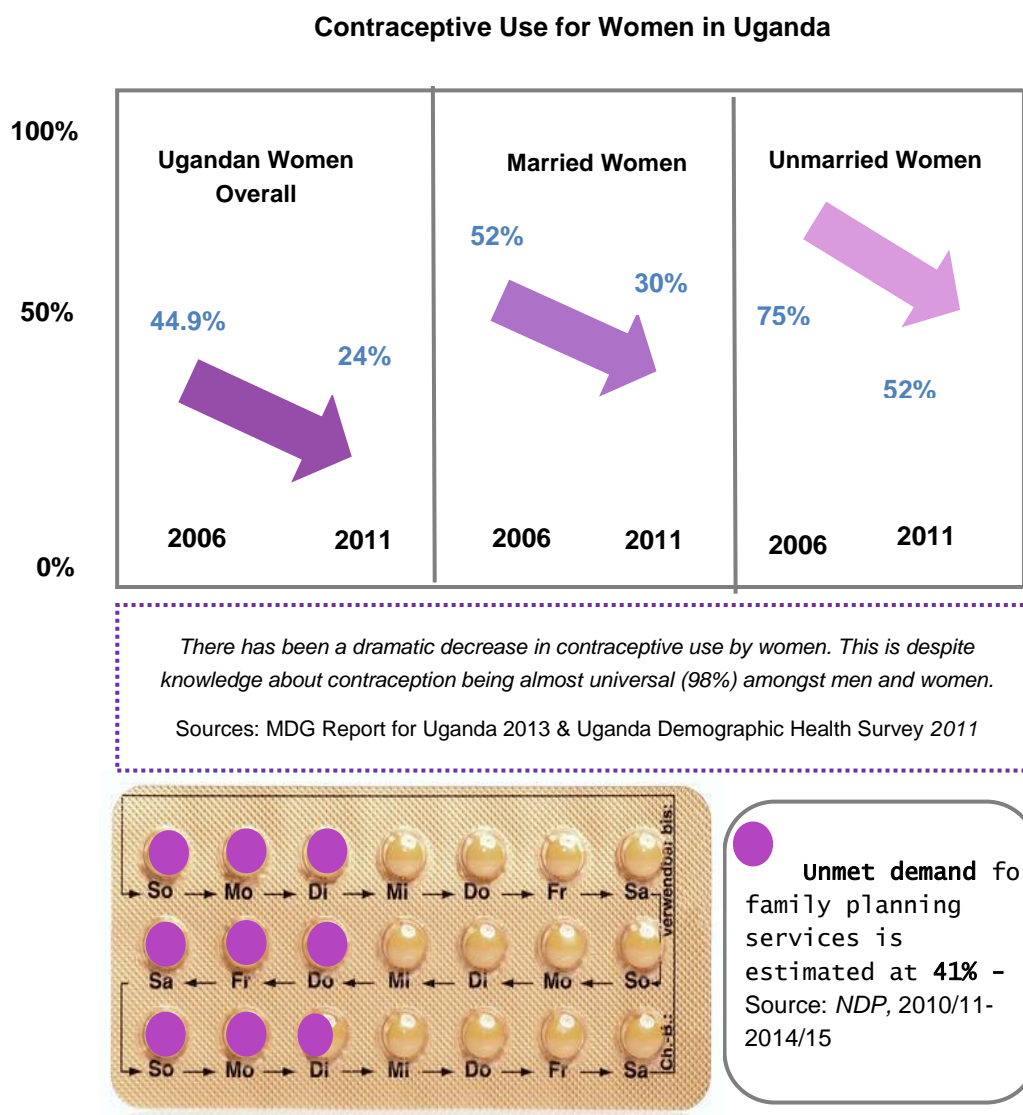 Contraceptive Use for Women in Uganda
100%
50%
0%
Ugandan Women
Overall
44.9%
24%
2006
2011
Married Women
52%
30%
2006
2011
Unmarried Women
75%
52%
2006
2011
There has been a dramatic decrease in contraceptive use by women. This is despite
knowledge about contraception being almost universal (98%) amongst men and women.
Sources: MDG Report for Uganda 2013 & Uganda Demographic Health Survey 2011
verwendbar bis:
So Mo Di Mi Do Fr Sa
Sa Fr Do Mi Di Mo So
So Mo Di Mi Do Fr Sa
Ch.-B.:
Unmet demand fo
family planning
services is
estimated at 41% –
Source: NDP, 2010/11-
2014/15